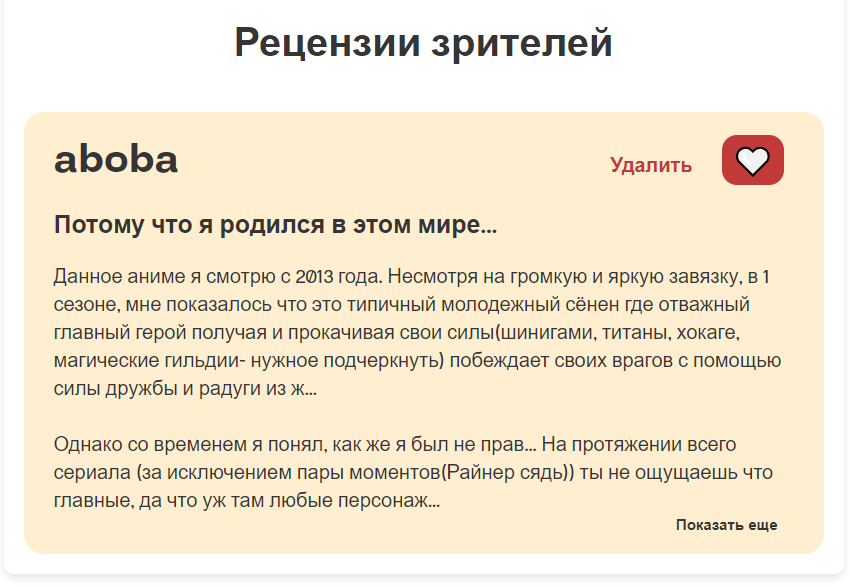 Рецензии зрителей
aboba
Удалить
Потому что я родился в этом мире...
Данное аниме я смотрю с 2013 года. Несмотря на громкую и яркую завязку, в 1
сезоне, мне показалось что это типичный молодежный сёнен где отважный
главный герой получая и прокачивая свои силы(шинигами, титаны, хокаге,
магические гильдии- нужное подчеркнуть) побеждает своих врагов с помощью
силы дружбы и радуги из ж...
Однако со временем я понял, как же я был не прав... На протяжении всего
сериала (за исключением пары моментов(Райнер сядь)) ты не ощущаешь что
главные, да что уж там любые персонаж...
Показать еще